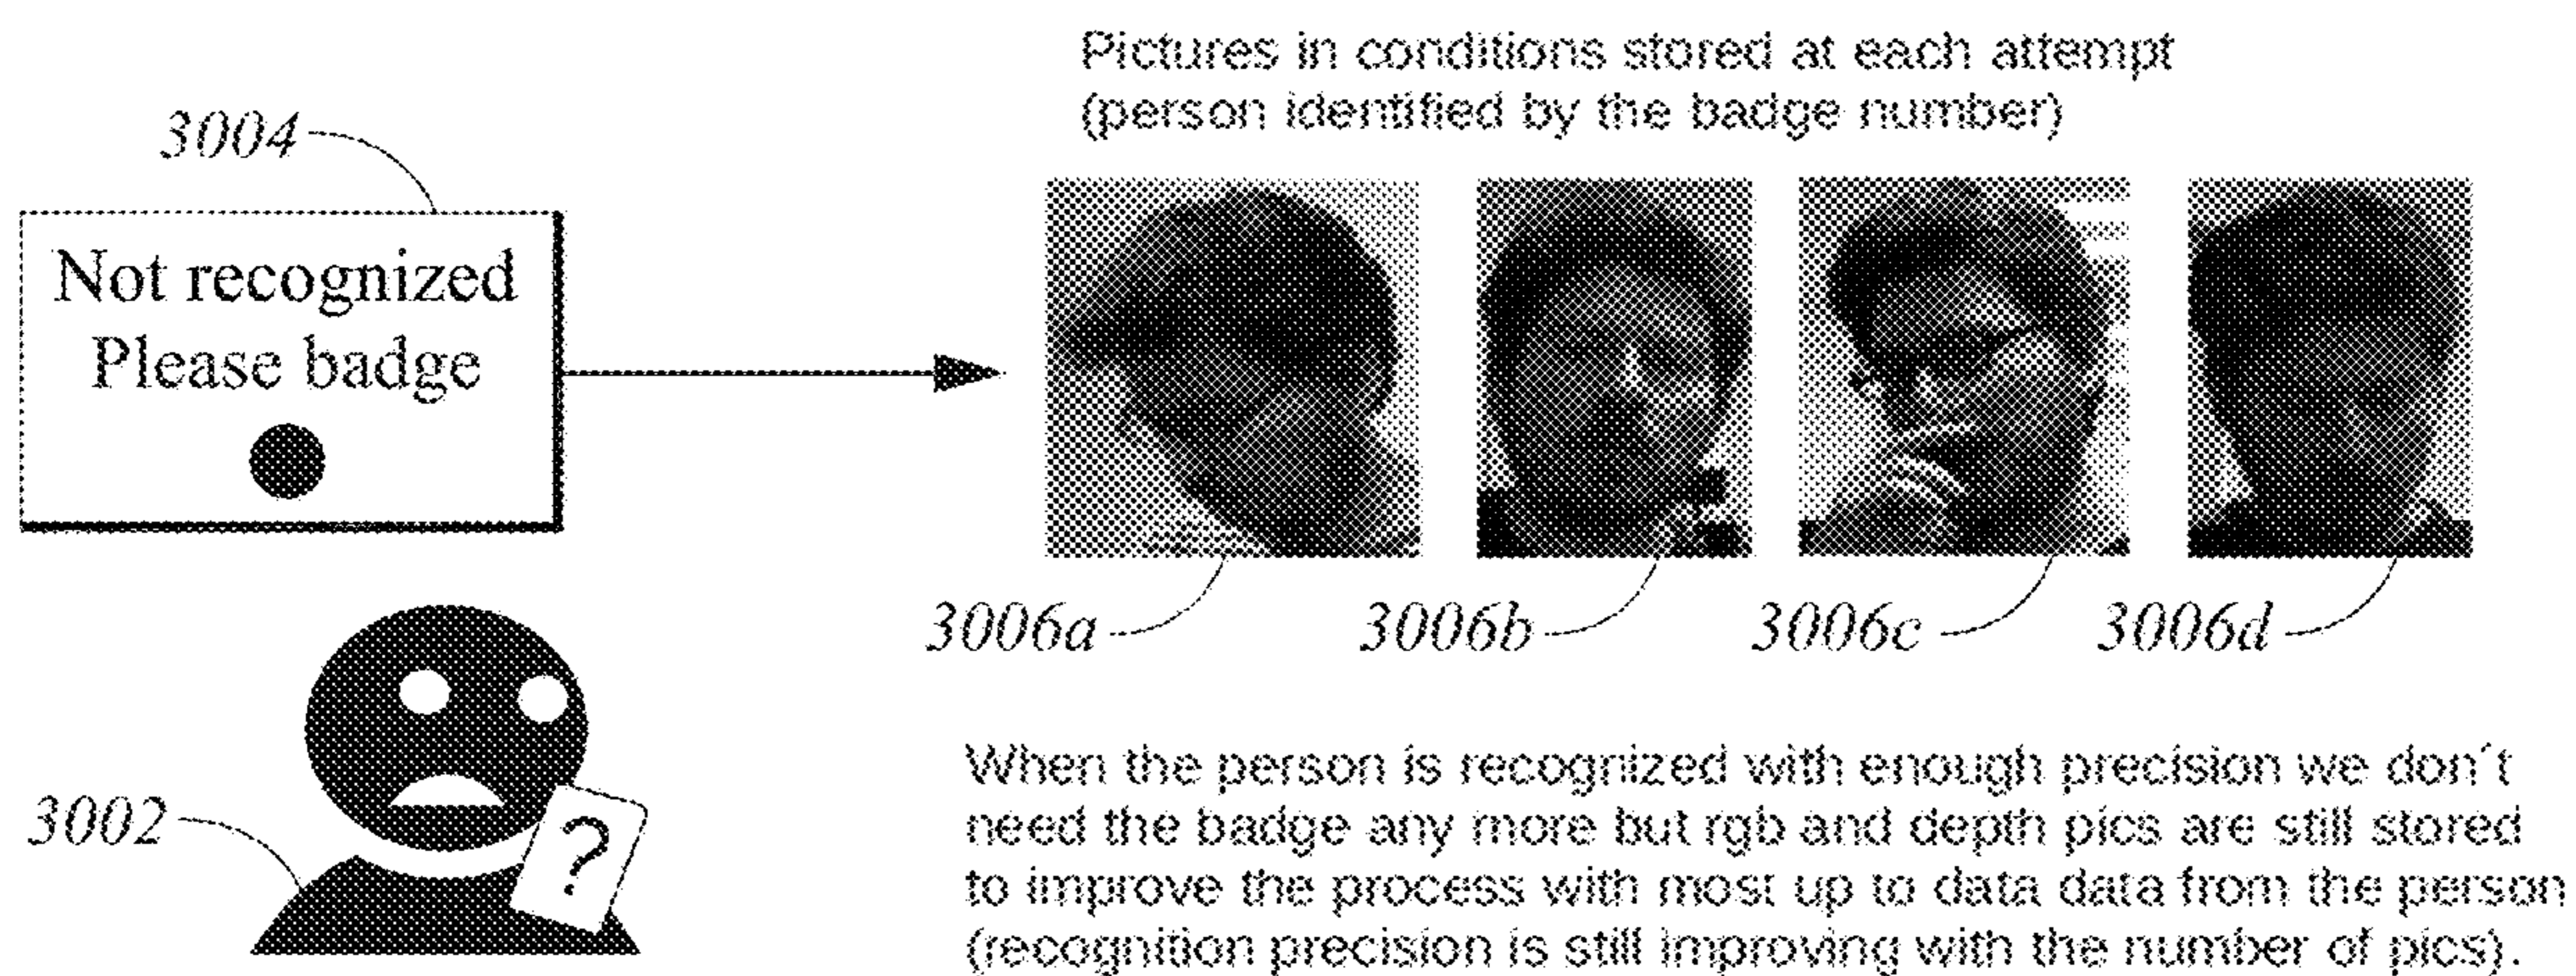 Pictures in conditions stored at each attempt
(person identified by the badge number)
3004
Not recognized
Please badge
3006a
3006b
3006c
3006d
3002
?
When the person is recognized with enough precision we don´t
need the badge any more but rgb and depth pics are still stored
to improve the process with most up to data data from the person
(recognition precision is still improving with the number of pics).